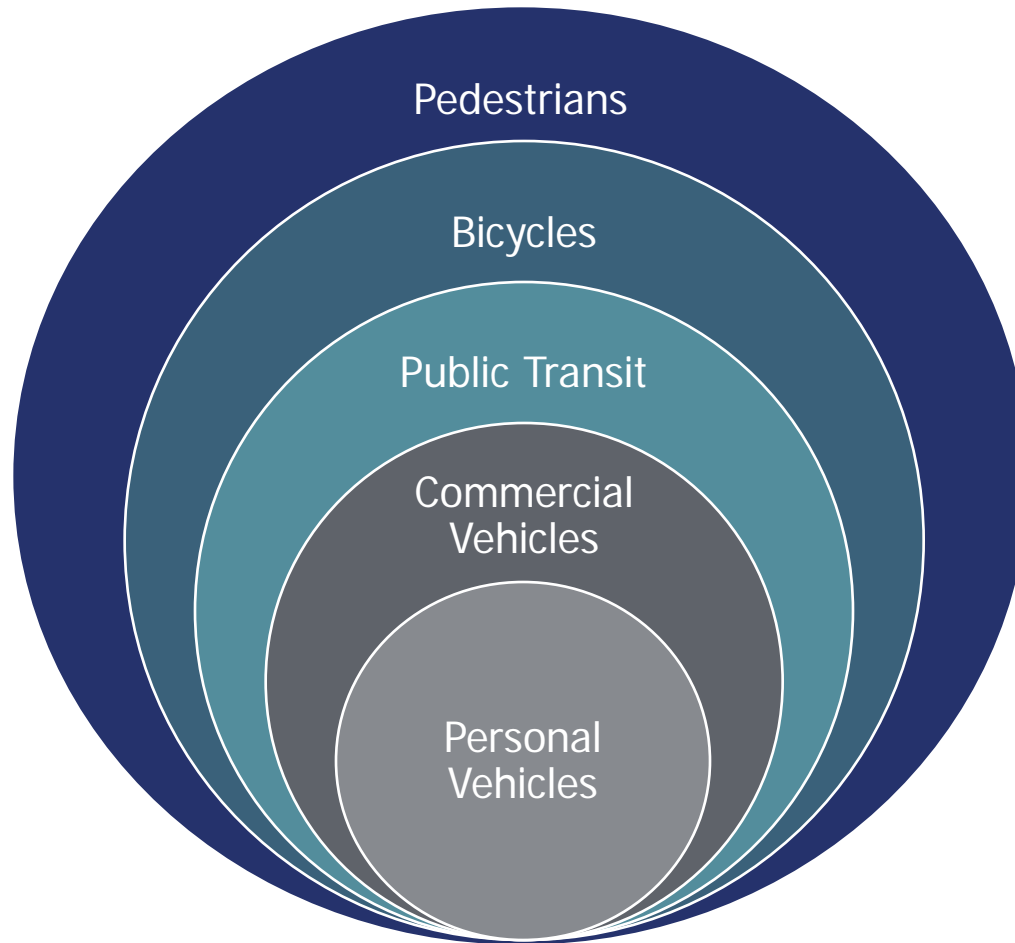 Pedestrians
Bicycles
Public Transit
Commercial
Vehicles
Personal
Vehicles